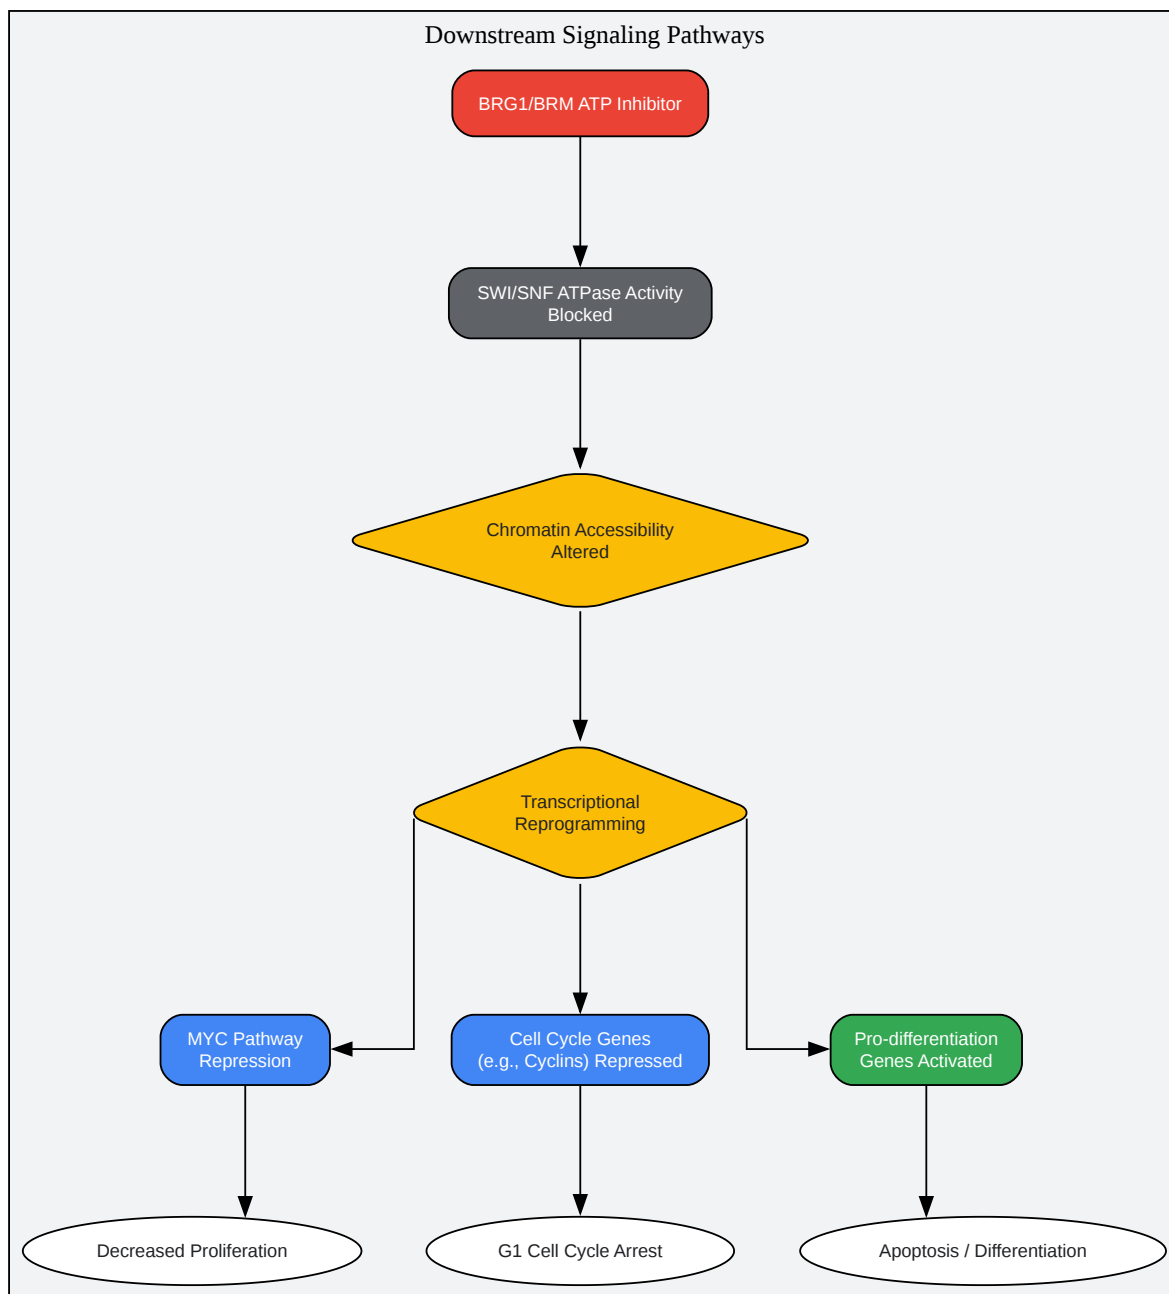 Downstream Signaling Pathways
BRG1/BRM ATP Inhibitor
SWI/SNF ATPase Activity
Blocked
Chromatin Accessibility
Altered
Transcriptional
Reprogramming
MYC Pathway
Repression
Cell Cycle Genes
(e.g., Cyclins) Repressed
Pro-differentiation
Genes Activated
Decreased Proliferation
G1 Cell Cycle Arrest
Apoptosis / Differentiation